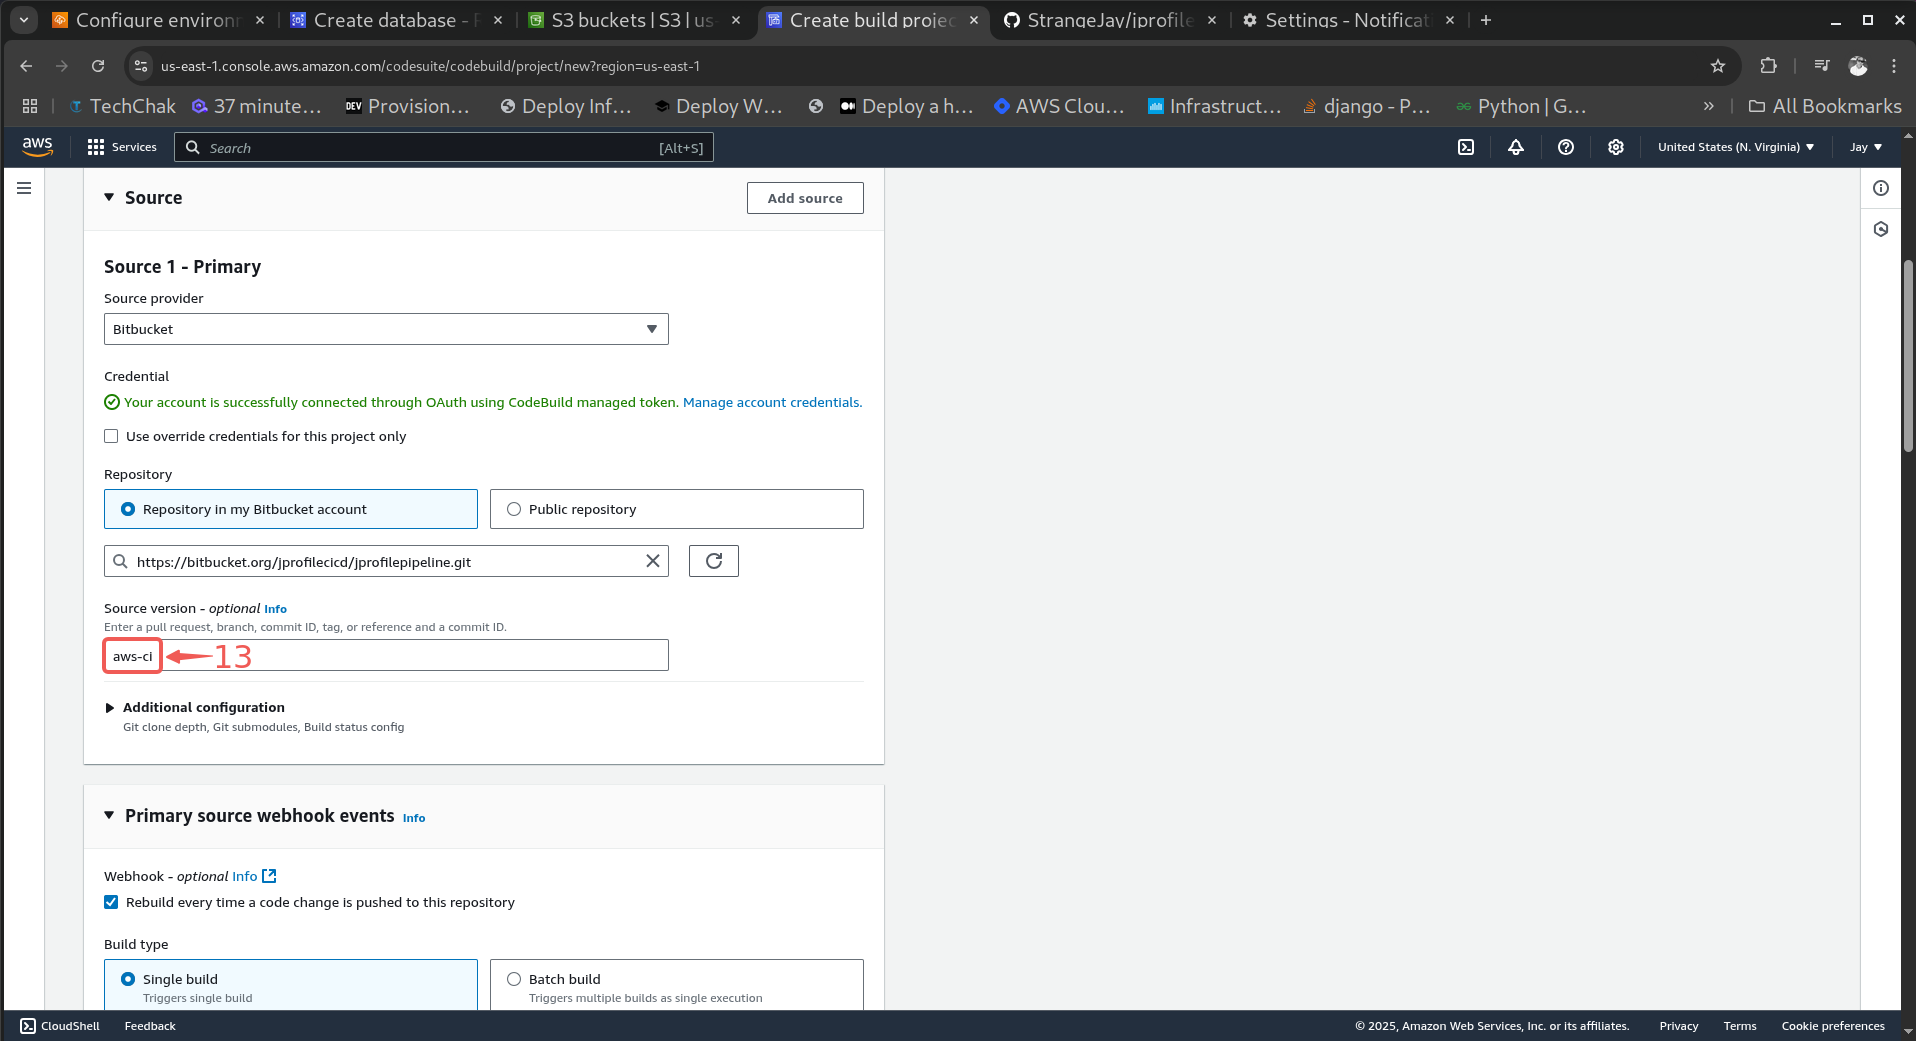 Configure environn
Create database - R
S3 buckets | S3 | us-
Create build projec
StrangeJay/jprofile
Settings - Notificat
us-east-1.console.aws.amazon.com/codesuite/codebuild/project/new?region=us-east-1
TechChak
37 minute...
DEV
Provision...
Deploy Inf...
Deploy W...
Deploy a h...
AWS Clou...
Infrastruct...
django - P...
Python | G...
»
All Bookmarks
aws
Services
Search
[Alt+S]
United States (N. Virginia)
Jay
Source
Add source
Source 1 - Primary
Source provider
Bitbucket
Credential
Your account is successfully connected through OAuth using CodeBuild managed token. Manage account credentials.
Use override credentials for this project only
Repository
Repository in my Bitbucket account
Public repository
https://bitbucket.org/jprofilecicd/jprofilepipeline.git
Source version - optional Info
Enter a pull request, branch, commit ID, tag, or reference and a commit ID.
aws-ci
13
Additional configuration
Git clone depth, Git submodules, Build status config
Primary source webhook events Info
Webhook - optional Info
Rebuild every time a code change is pushed to this repository
Build type
Single build
Triggers single build
Batch build
Triggers multiple builds as single execution
CloudShell
Feedback
© 2025, Amazon Web Services, Inc. or its affiliates.
Privacy
Terms
Cookie preferences